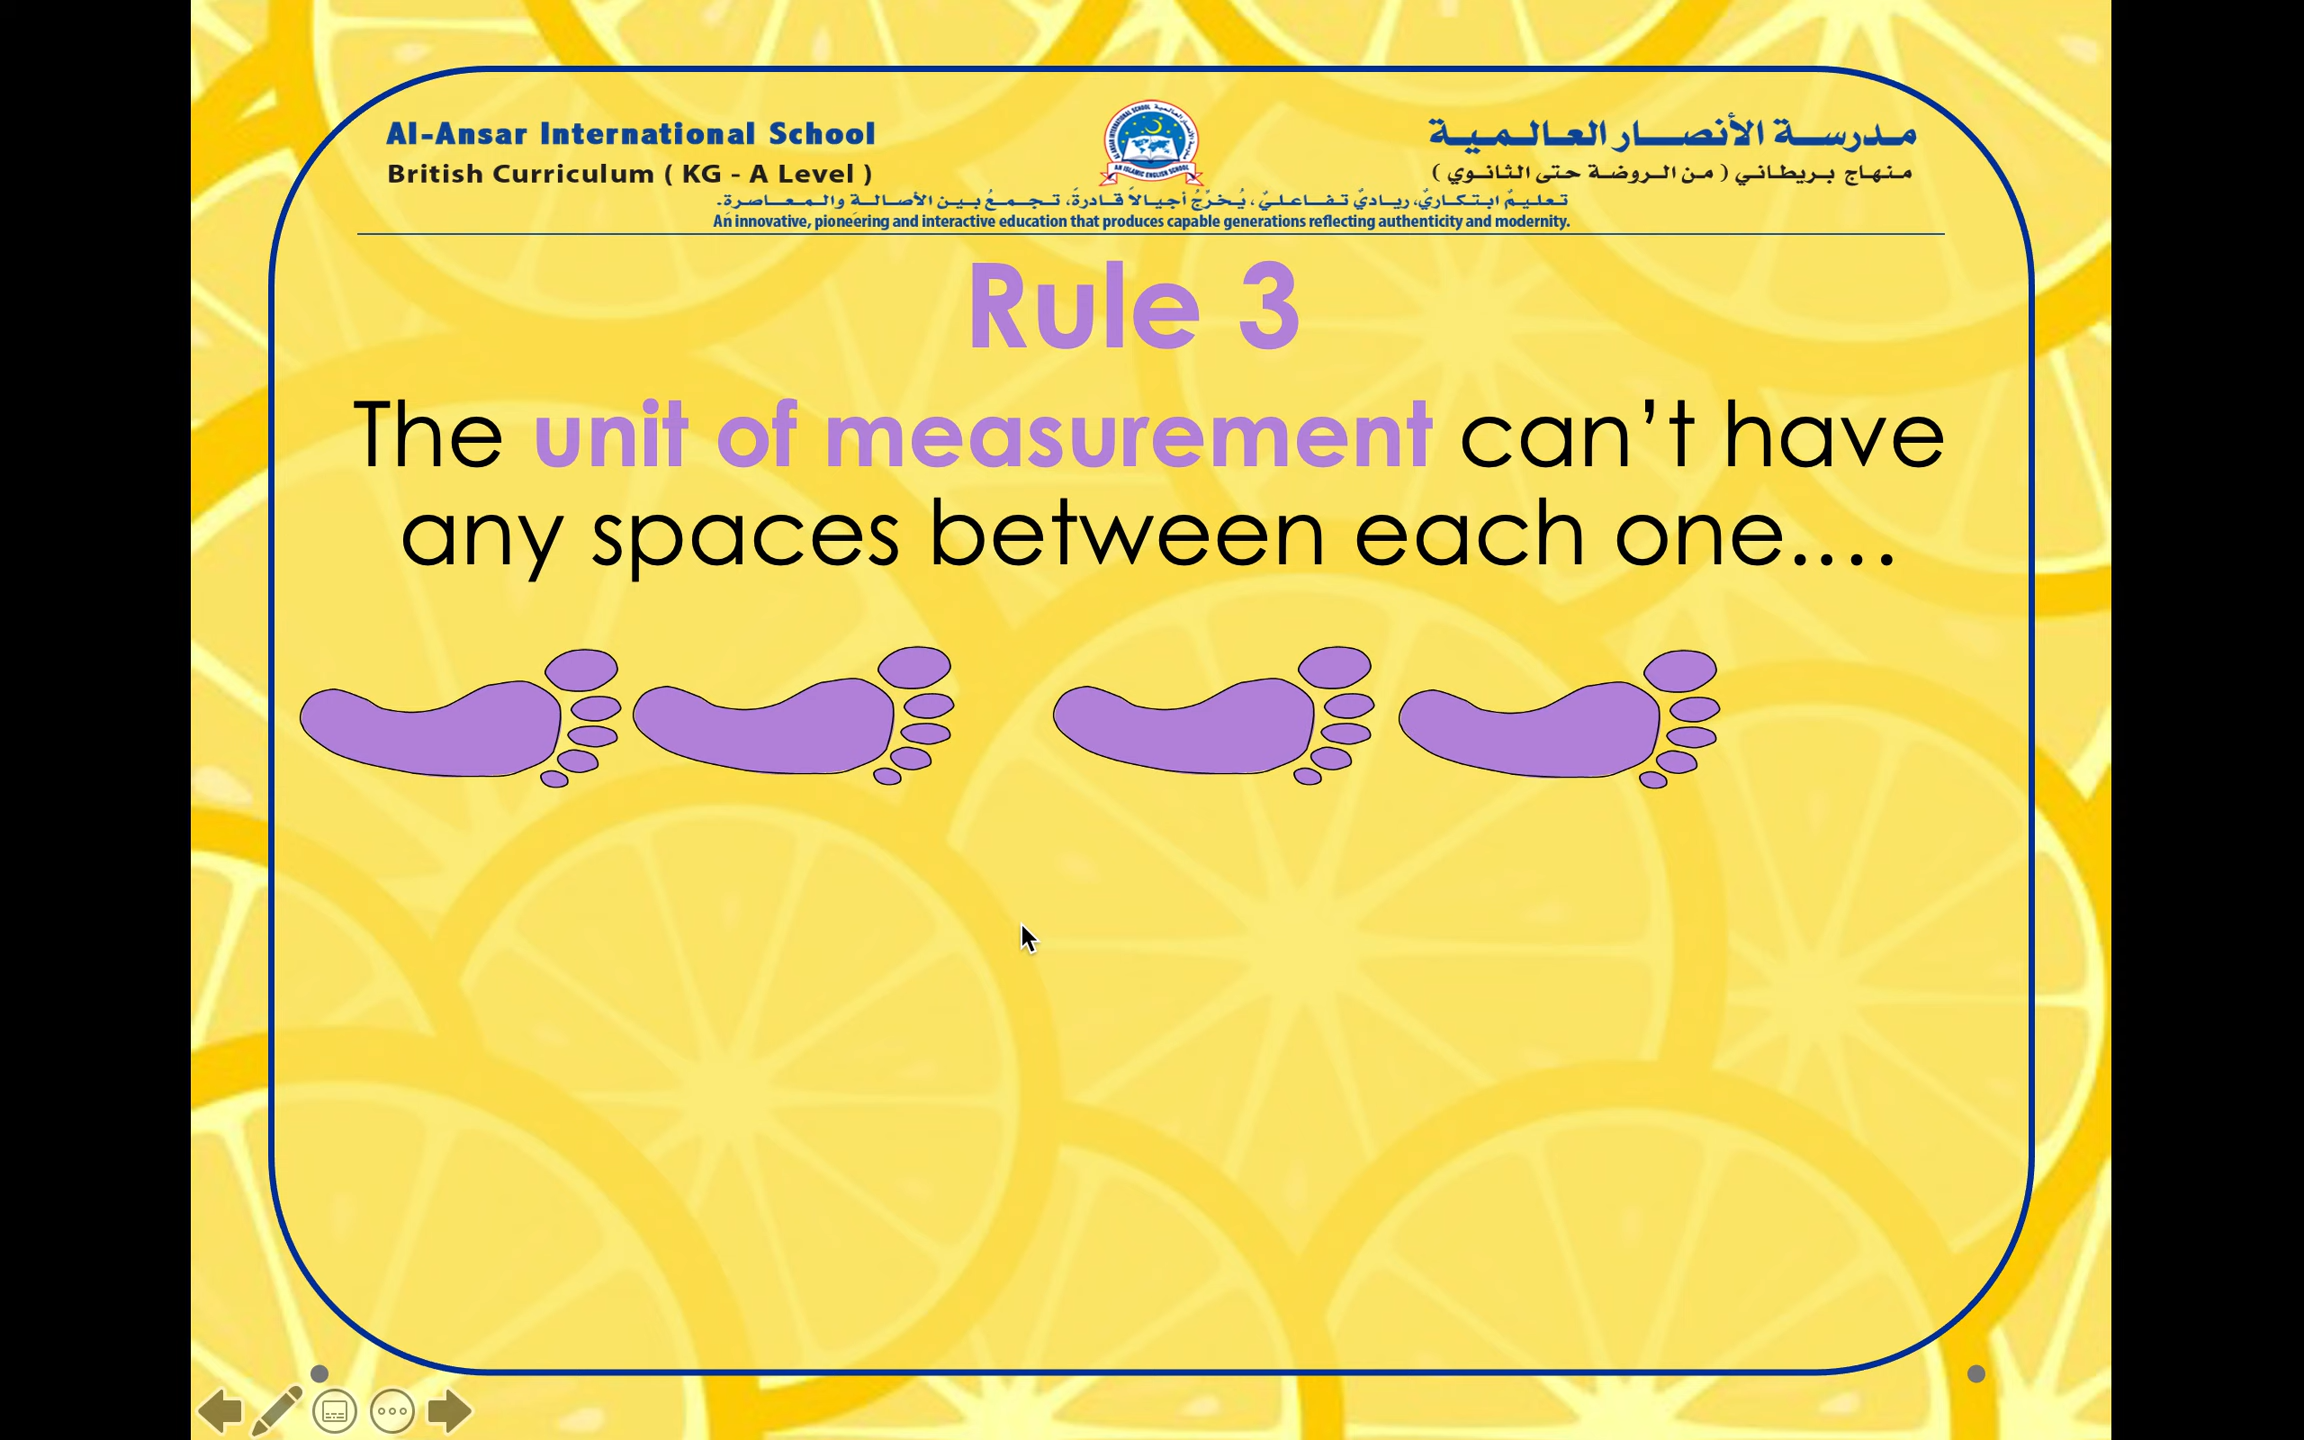 Al-Ansar International School
مدرسة الأنصار العالمية
British Curriculum ( KG - A Level )
منهاج بريطاني ( من الروضة حتى الثانوي )
تعليمٌ ابتكاريٌ، رياديٌ تفاعليٌ، يُخرِّجُ أجيالاً قادرةً، تجمعُ بين الأصالة والمعاصرة.
An innovative, pioneering and interactive education that produces capable generations reflecting authenticity and modernity.
Rule 3
The unit of measurement can’t have
any spaces between each one....